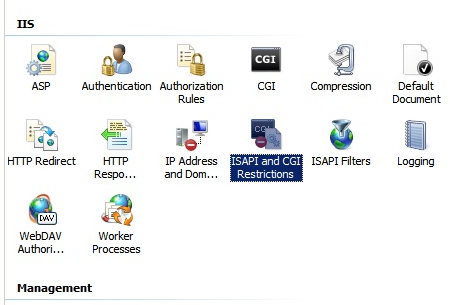 IIS
ASP
Authentication
Authorization
Rules
CGI
CGI
Compression
Default
Document
HTTP Redirect
HTTP
Respo...
IP Address
and Dom...
ISAPI and CGI
Restrictions
ISAPI Filters
Logging
DAV
WebDAV
Authori...
Worker
Processes
Management